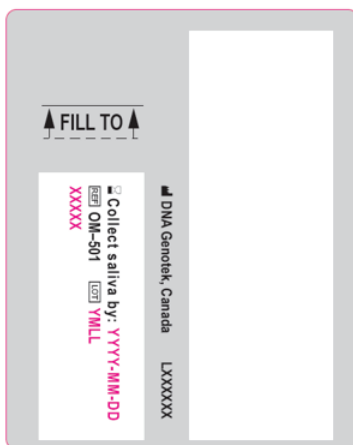 FILL TO
DNA Genotek, Canada LXXXXXX
Collect saliva by: YYYY-MM-DD
REF OM–501 LOT YMLL
XXXXX